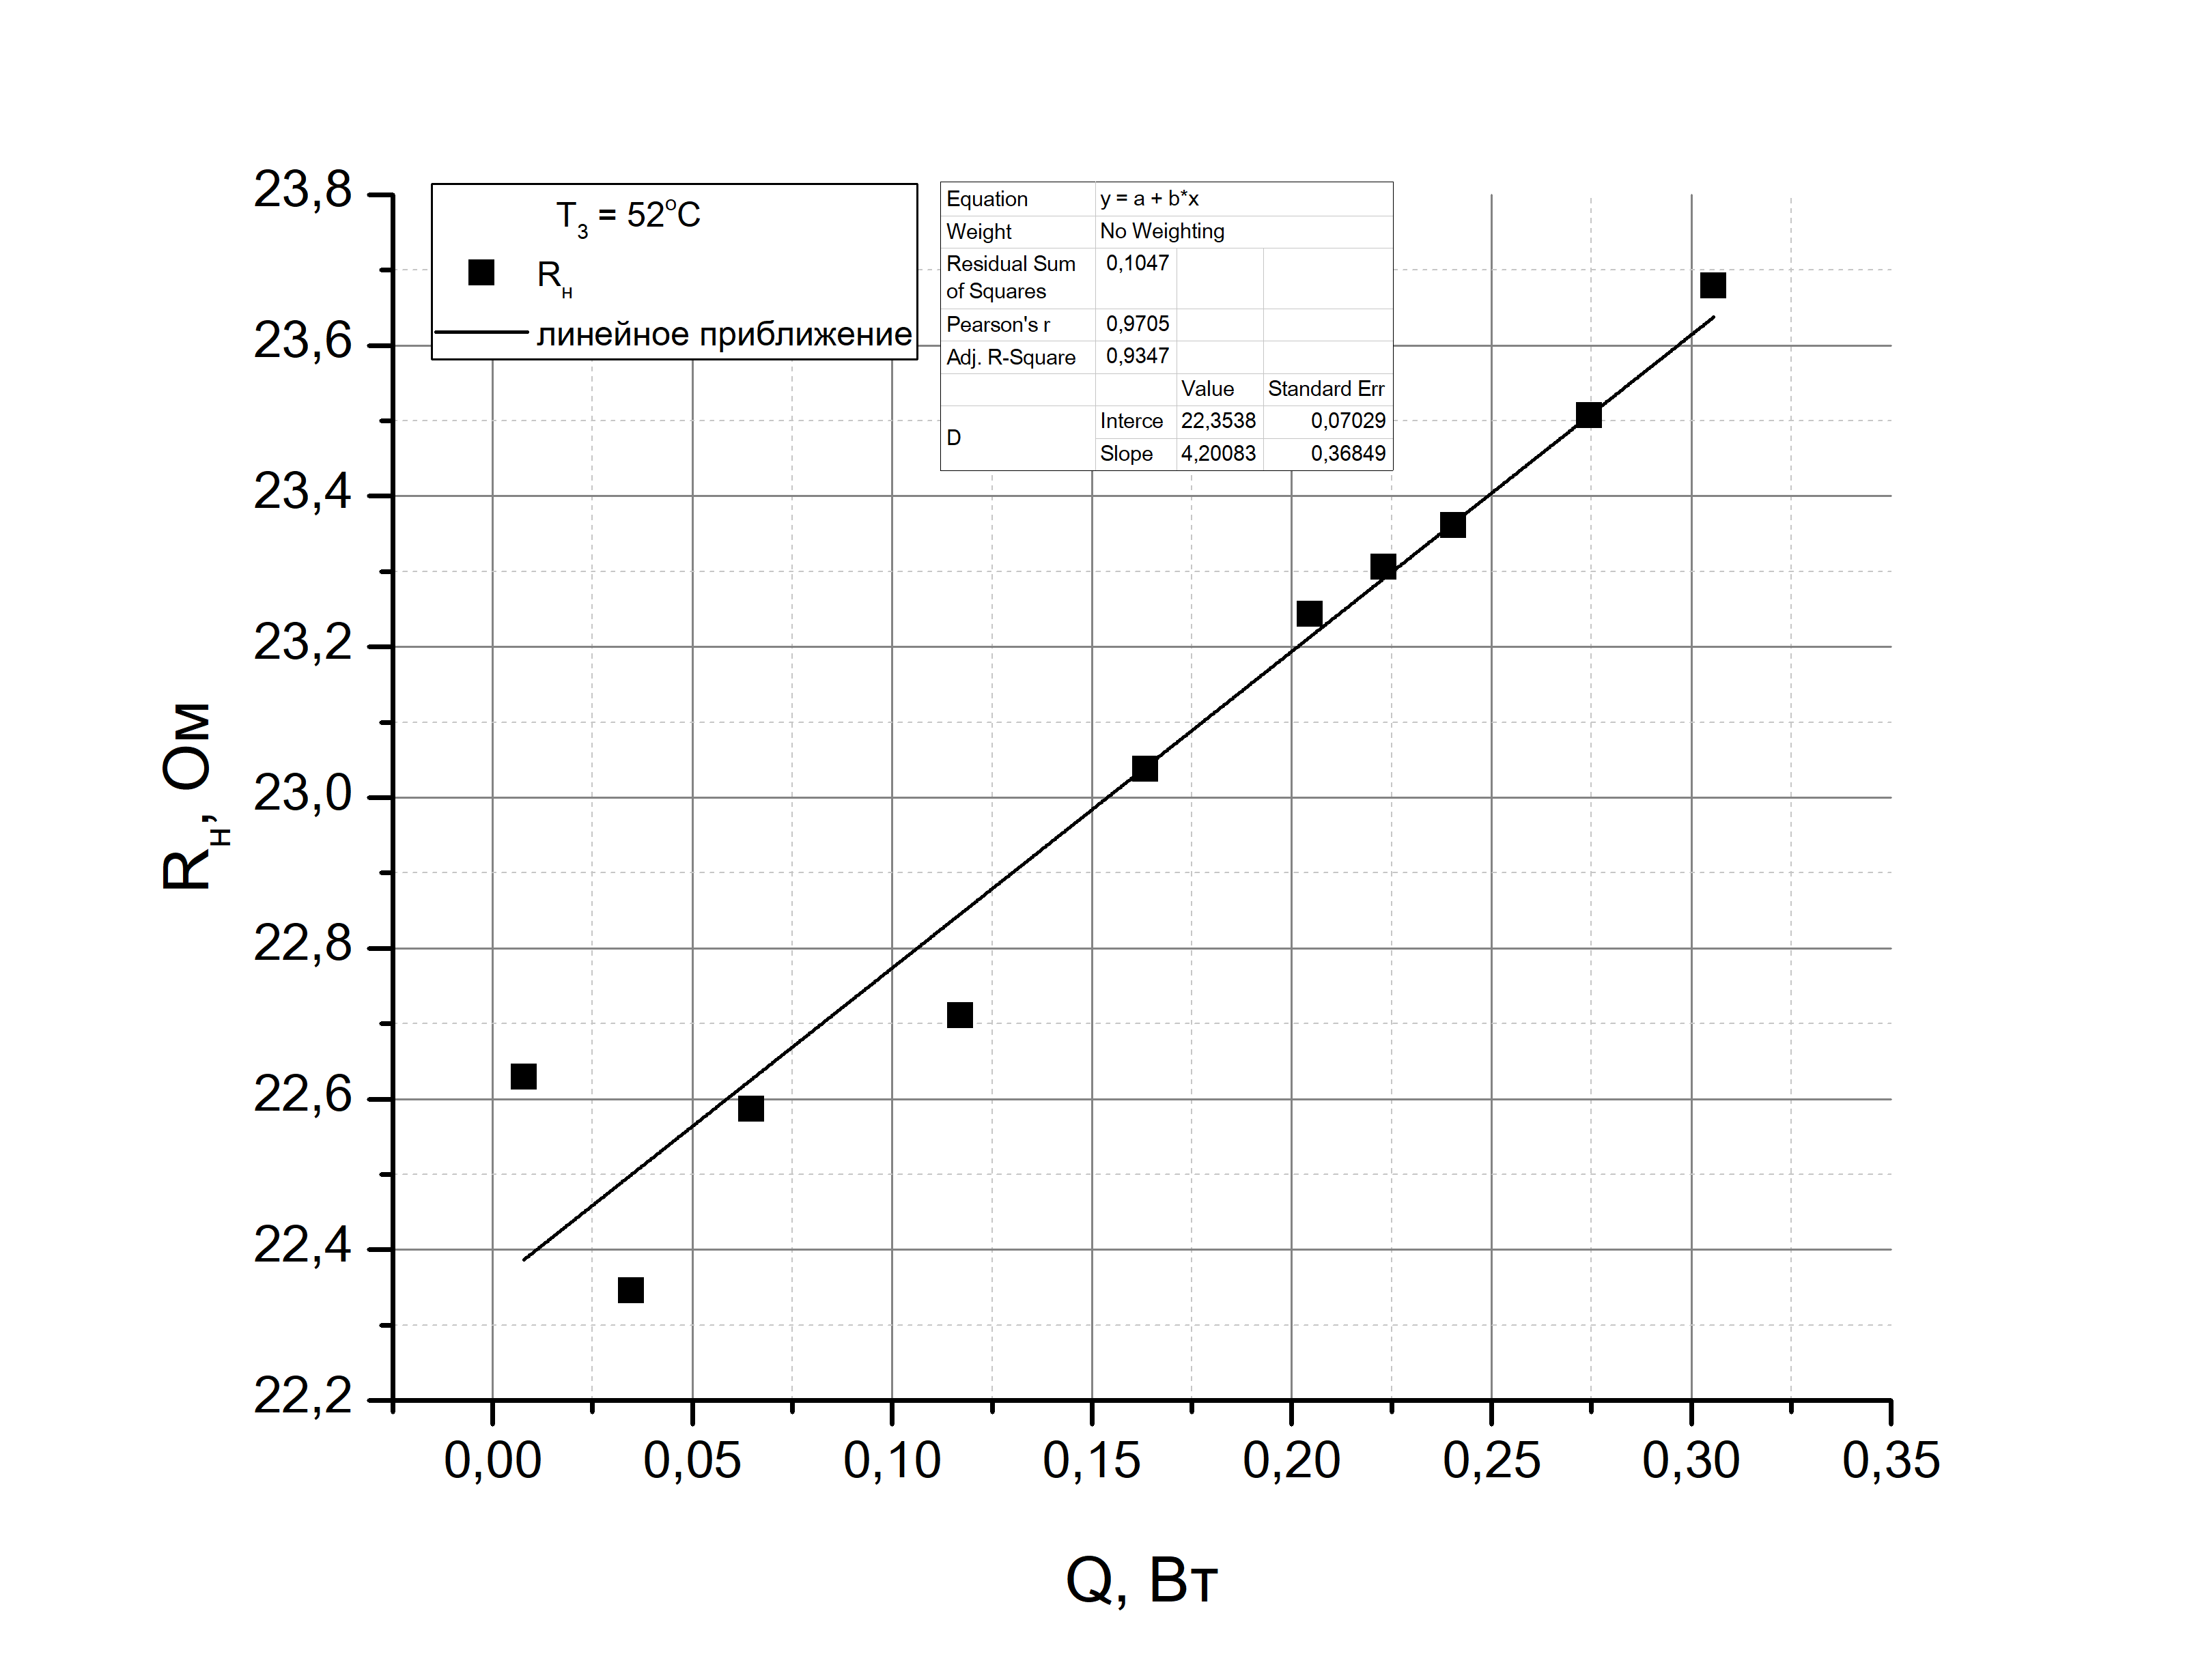 T3 = 52°C
Rн
линейное приближение
Equation y = a + b*x
Weight No Weighting
Residual Sum of Squares 0,1047
Pearson's r 0,9705
Adj. R-Square 0,9347
Value Standard Err
D Interce 22,3538 0,07029
Slope 4,20083 0,36849
23,8
23,6
23,4
23,2
23,0
22,8
22,6
22,4
22,2
Rн, Ом
0,00 0,05 0,10 0,15 0,20 0,25 0,30 0,35
Q, Вт